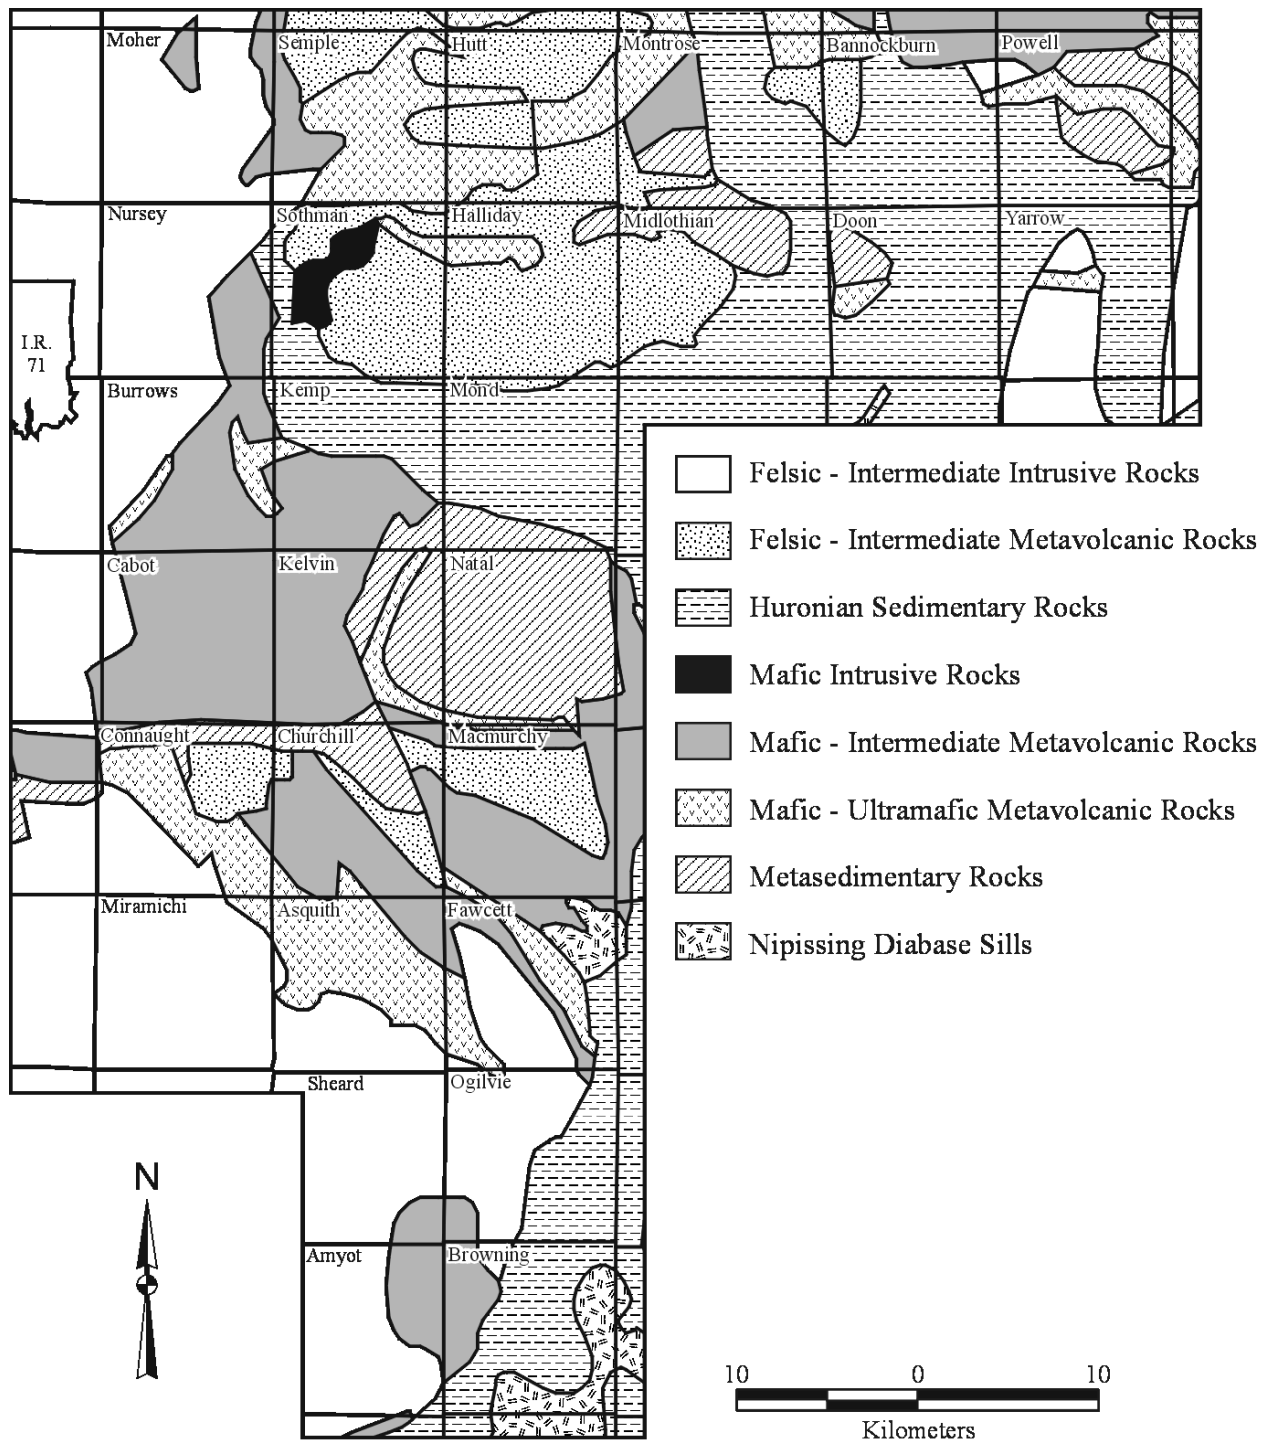 Moher
Semple
Hutt
Montrose
Bannockburn
Powell
Nursey
Sothman
Halliday
Midlothian
Doon
Yarrow
I.R.
71
Burrows
Kemp
Mond
Felsic - Intermediate Intrusive Rocks
Felsic - Intermediate Metavolcanic Rocks
Cabot
Kelvin
Natal
Huronian Sedimentary Rocks
Mafic Intrusive Rocks
Connaught
Churchill
Macmurchy
Mafic - Intermediate Metavolcanic Rocks
Mafic - Ultramafic Metavolcanic Rocks
Metasedimentary Rocks
Miramichi
Asquith
Fawcett
Nipissing Diabase Sills
Sheard
Ogilvie
N
Amyot
Browning
10 0 10
Kilometers